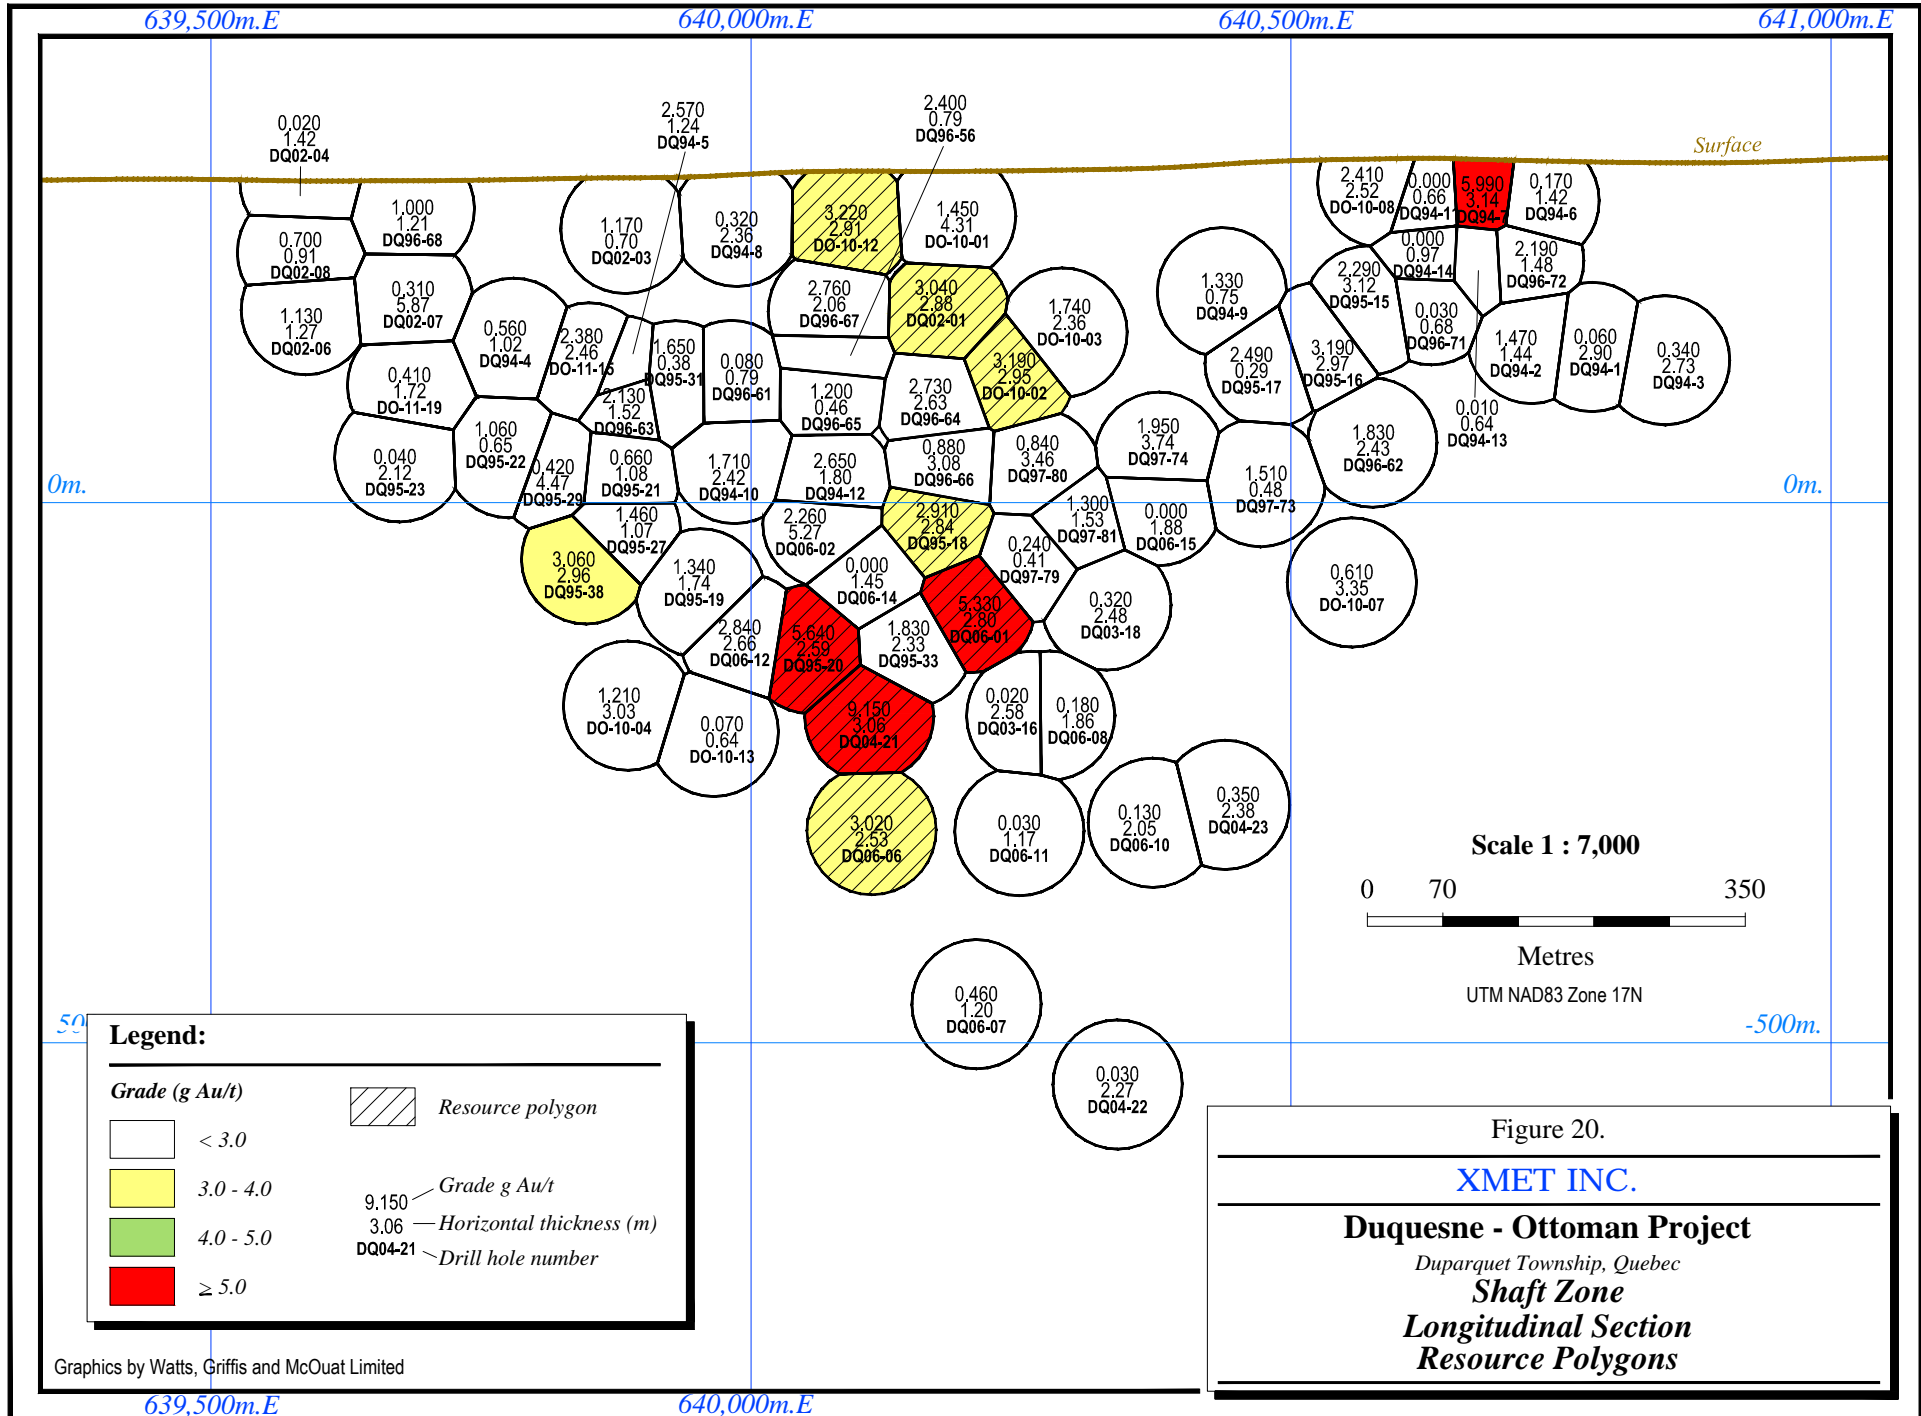 639,500m.E
640,000m.E
640,500m.E
641,000m.E
Surface
0.020
1.42
DQ02-04
2.570
1.24
DQ94-5
2.400
0.79
DQ96-56
1.000
1.21
DQ96-68
0.700
0.91
DQ02-08
0.310
5.87
DQ02-07
1.130
1.27
DQ02-06
1.170
0.70
DQ02-03
0.320
2.36
DQ94-8
3.220
2.91
DO-10-12
1.450
4.31
DO-10-01
2.410
2.52
DO-10-08
0.000
0.66
DQ94-11
5.990
3.14
DQ94-7
0.170
1.42
DQ94-6
0.000
0.97
DQ94-14
2.190
1.48
DQ96-72
2.290
3.12
DQ95-15
1.330
0.75
DQ94-9
2.760
2.06
DQ96-67
3.040
2.88
DQ02-01
1.740
2.36
DO-10-03
0.560
1.02
DQ94-4
2.380
2.46
DO-11-15
1.650
0.38
DQ95-31
0.080
0.79
DQ96-61
0.030
0.68
DQ96-71
1.470
1.44
DQ94-2
0.060
2.90
DQ94-1
0.340
2.73
DQ94-3
2.490
0.29
DQ95-17
3.190
2.97
DQ95-16
3.190
2.95
DO-10-02
0.410
1.72
DO-11-19
2.130
1.52
DQ96-63
1.200
0.46
DQ96-65
2.730
2.63
DQ96-64
0.010
0.64
DQ94-13
1.950
3.74
DQ97-74
1.830
2.43
DQ96-62
0.040
2.12
DQ95-23
1.060
0.65
DQ95-22
0.420
4.47
DQ95-29
0.660
1.08
DQ95-21
1.710
2.42
DQ94-10
2.650
1.80
DQ94-12
0.880
3.08
DQ96-66
0.840
3.46
DQ97-80
1.510
0.48
DQ97-73
0m.
0m.
1.460
1.07
DQ95-27
2.260
5.27
DQ06-02
2.910
2.84
DQ95-18
1.300
1.53
DQ97-81
0.000
1.88
DQ06-15
3.060
2.96
DQ95-38
1.340
1.74
DQ95-19
0.000
1.45
DQ06-14
0.240
0.41
DQ97-79
0.610
3.35
DO-10-07
5.330
2.80
DQ06-01
0.320
2.48
DQ03-18
2.840
2.66
DQ06-12
5.640
2.59
DQ95-20
1.830
2.33
DQ95-33
1.210
3.03
DO-10-04
0.070
0.64
DO-10-13
9.150
3.06
DQ04-21
0.020
2.58
DQ03-16
0.180
1.86
DQ06-08
3.020
2.53
DQ06-06
0.030
1.17
DQ06-11
0.130
2.05
DQ06-10
0.350
2.38
DQ04-23
0.460
1.20
DQ06-07
0.030
2.27
DQ04-22
Scale 1 : 7,000
0 70 350
Metres
UTM NAD83 Zone 17N
-500m.
Legend:
Grade (g Au/t)
< 3.0
3.0 - 4.0
4.0 - 5.0
≥ 5.0
Resource polygon
9.150
3.06
DQ04-21
Grade g Au/t
Horizontal thickness (m)
Drill hole number
Graphics by Watts, Griffis and McOuat Limited
Figure 20.
XMET INC.
Duquesne - Ottoman Project
Duparquet Township, Quebec
Shaft Zone
Longitudinal Section
Resource Polygons
639,500m.E
640,000m.E